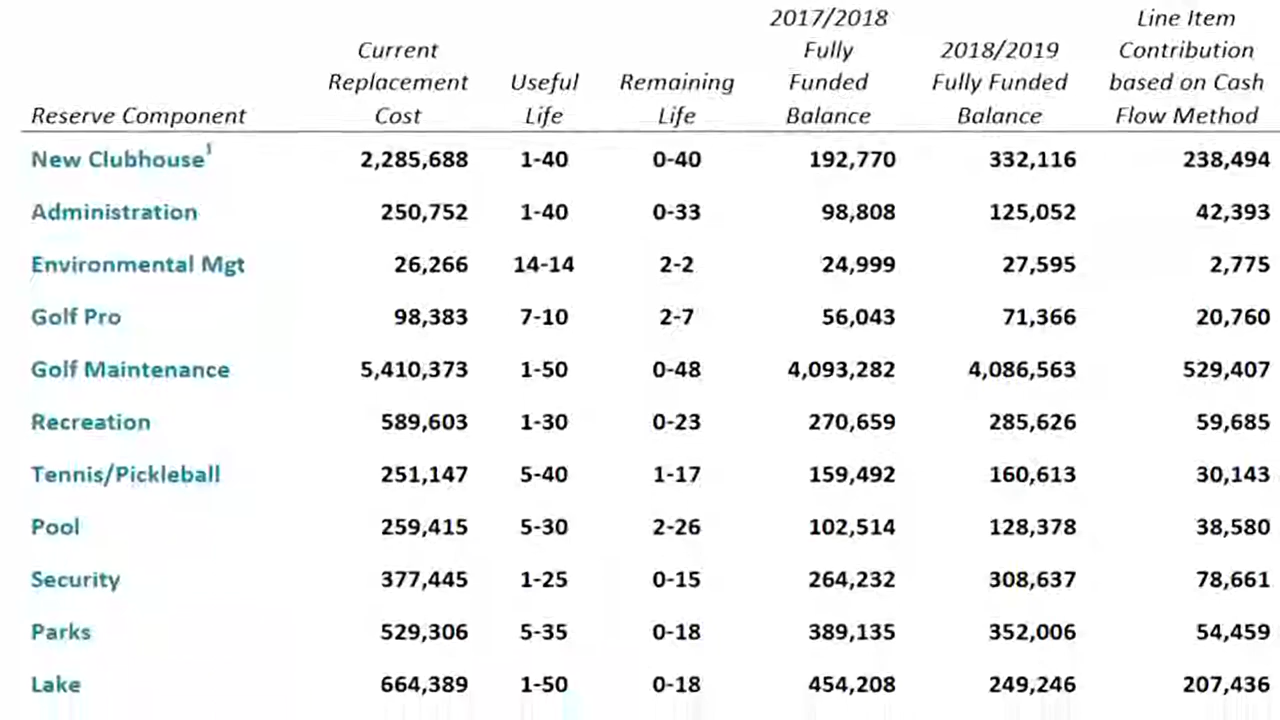 2017/2018 Line Item
Current Fully 2018/2019 Contribution
Replacement Useful Remaining Funded Fully Funded based on Cash
Reserve Component Cost Life Life Balance Balance Flow Method
New Clubhouse¹ 2,285,688 1-40 0-40 192,770 332,116 238,494
Administration 250,752 1-40 0-33 98,808 125,052 42,393
Environmental Mgt 26,266 14-14 2-2 24,999 27,595 2,775
Golf Pro 98,383 7-10 2-7 56,043 71,366 20,760
Golf Maintenance 5,410,373 1-50 0-48 4,093,282 4,086,563 529,407
Recreation 589,603 1-30 0-23 270,659 285,626 59,685
Tennis/Pickleball 251,147 5-40 1-17 159,492 160,613 30,143
Pool 259,415 5-30 2-26 102,514 128,378 38,580
Security 377,445 1-25 0-15 264,232 308,637 78,661
Parks 529,306 5-35 0-18 389,135 352,006 54,459
Lake 664,389 1-50 0-18 454,208 249,246 207,436